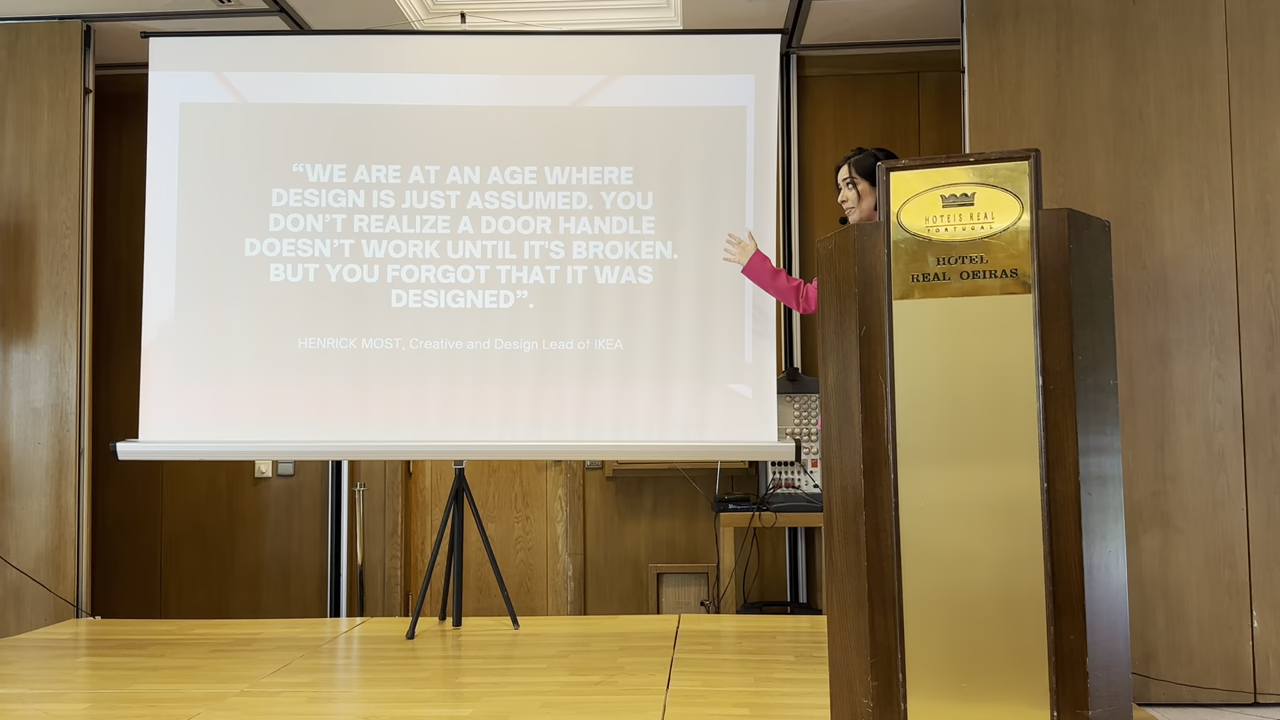 “WE ARE AT AN AGE WHERE
DESIGN IS JUST ASSUMED. YOU
DON’T REALIZE A DOOR HANDLE
DOESN’T WORK UNTIL IT’S BROKEN.
BUT YOU FORGOT THAT IT WAS
DESIGNED”.
HENRICK MOST, Creative and Design Lead of IKEA
HOTEIS REAL
PORTUGAL
HOTEL
REAL OEIRAS